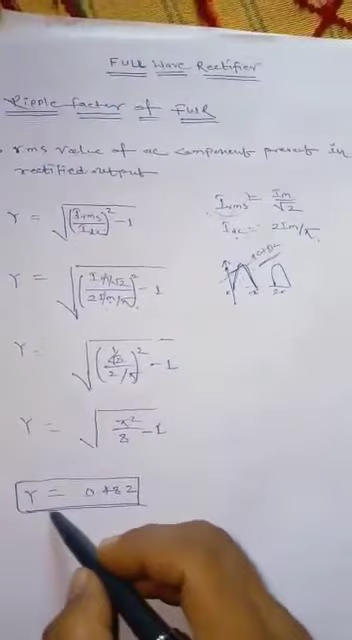 Full Wave Rectifier
Ripple factor of FWR
rms value of ac component present in
rectified output
γ = √((Irms/Idc)² - 1)
Irms = Im/√2
Idc = 2Im/π
γ = √(((Im/√2)/(2Im/π))² - 1)
γ = √(((1/√2)/(2/π))² - 1)
γ = √(π²/8 - 1)
γ = 0.482